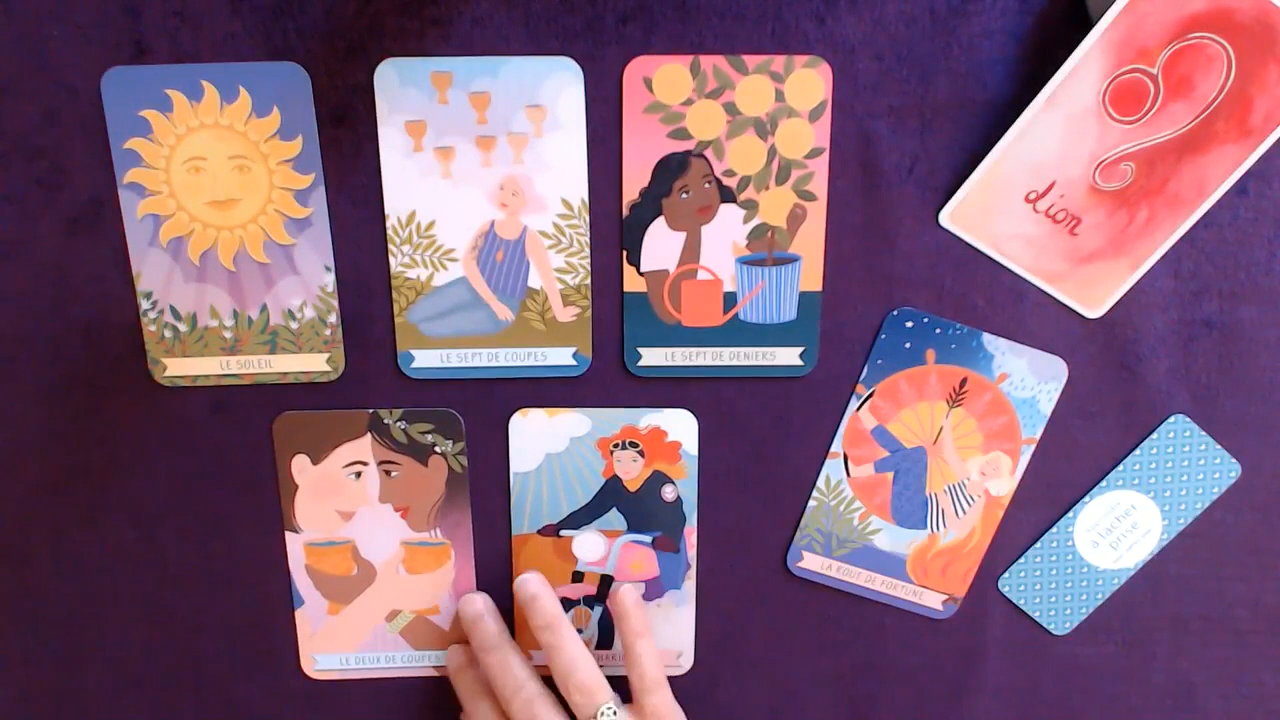 LE SOLEIL
LE SEPT DE COUPES
LE SEPT DE DENIERS
Lion
LE DEUX DE COUPES
LA ROUE DE FORTUNE
à lâcher
prise